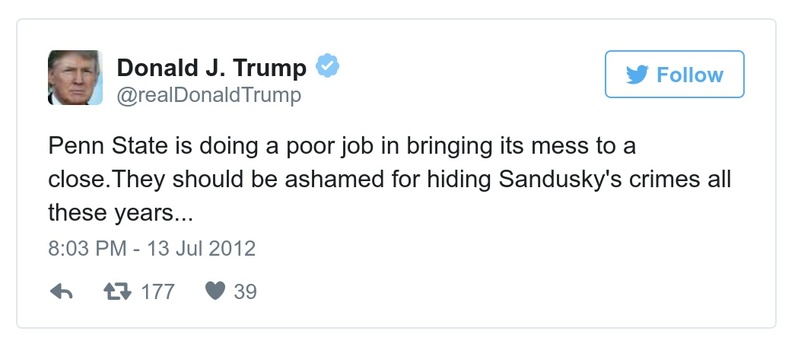 Donald J. Trump
Follow
@realDonaldTrump
Penn State is doing a poor job in bringing its mess to a
close.They should be ashamed for hiding Sandusky's crimes all
these years...
8:03 PM - 13 Jul 2012
177 39